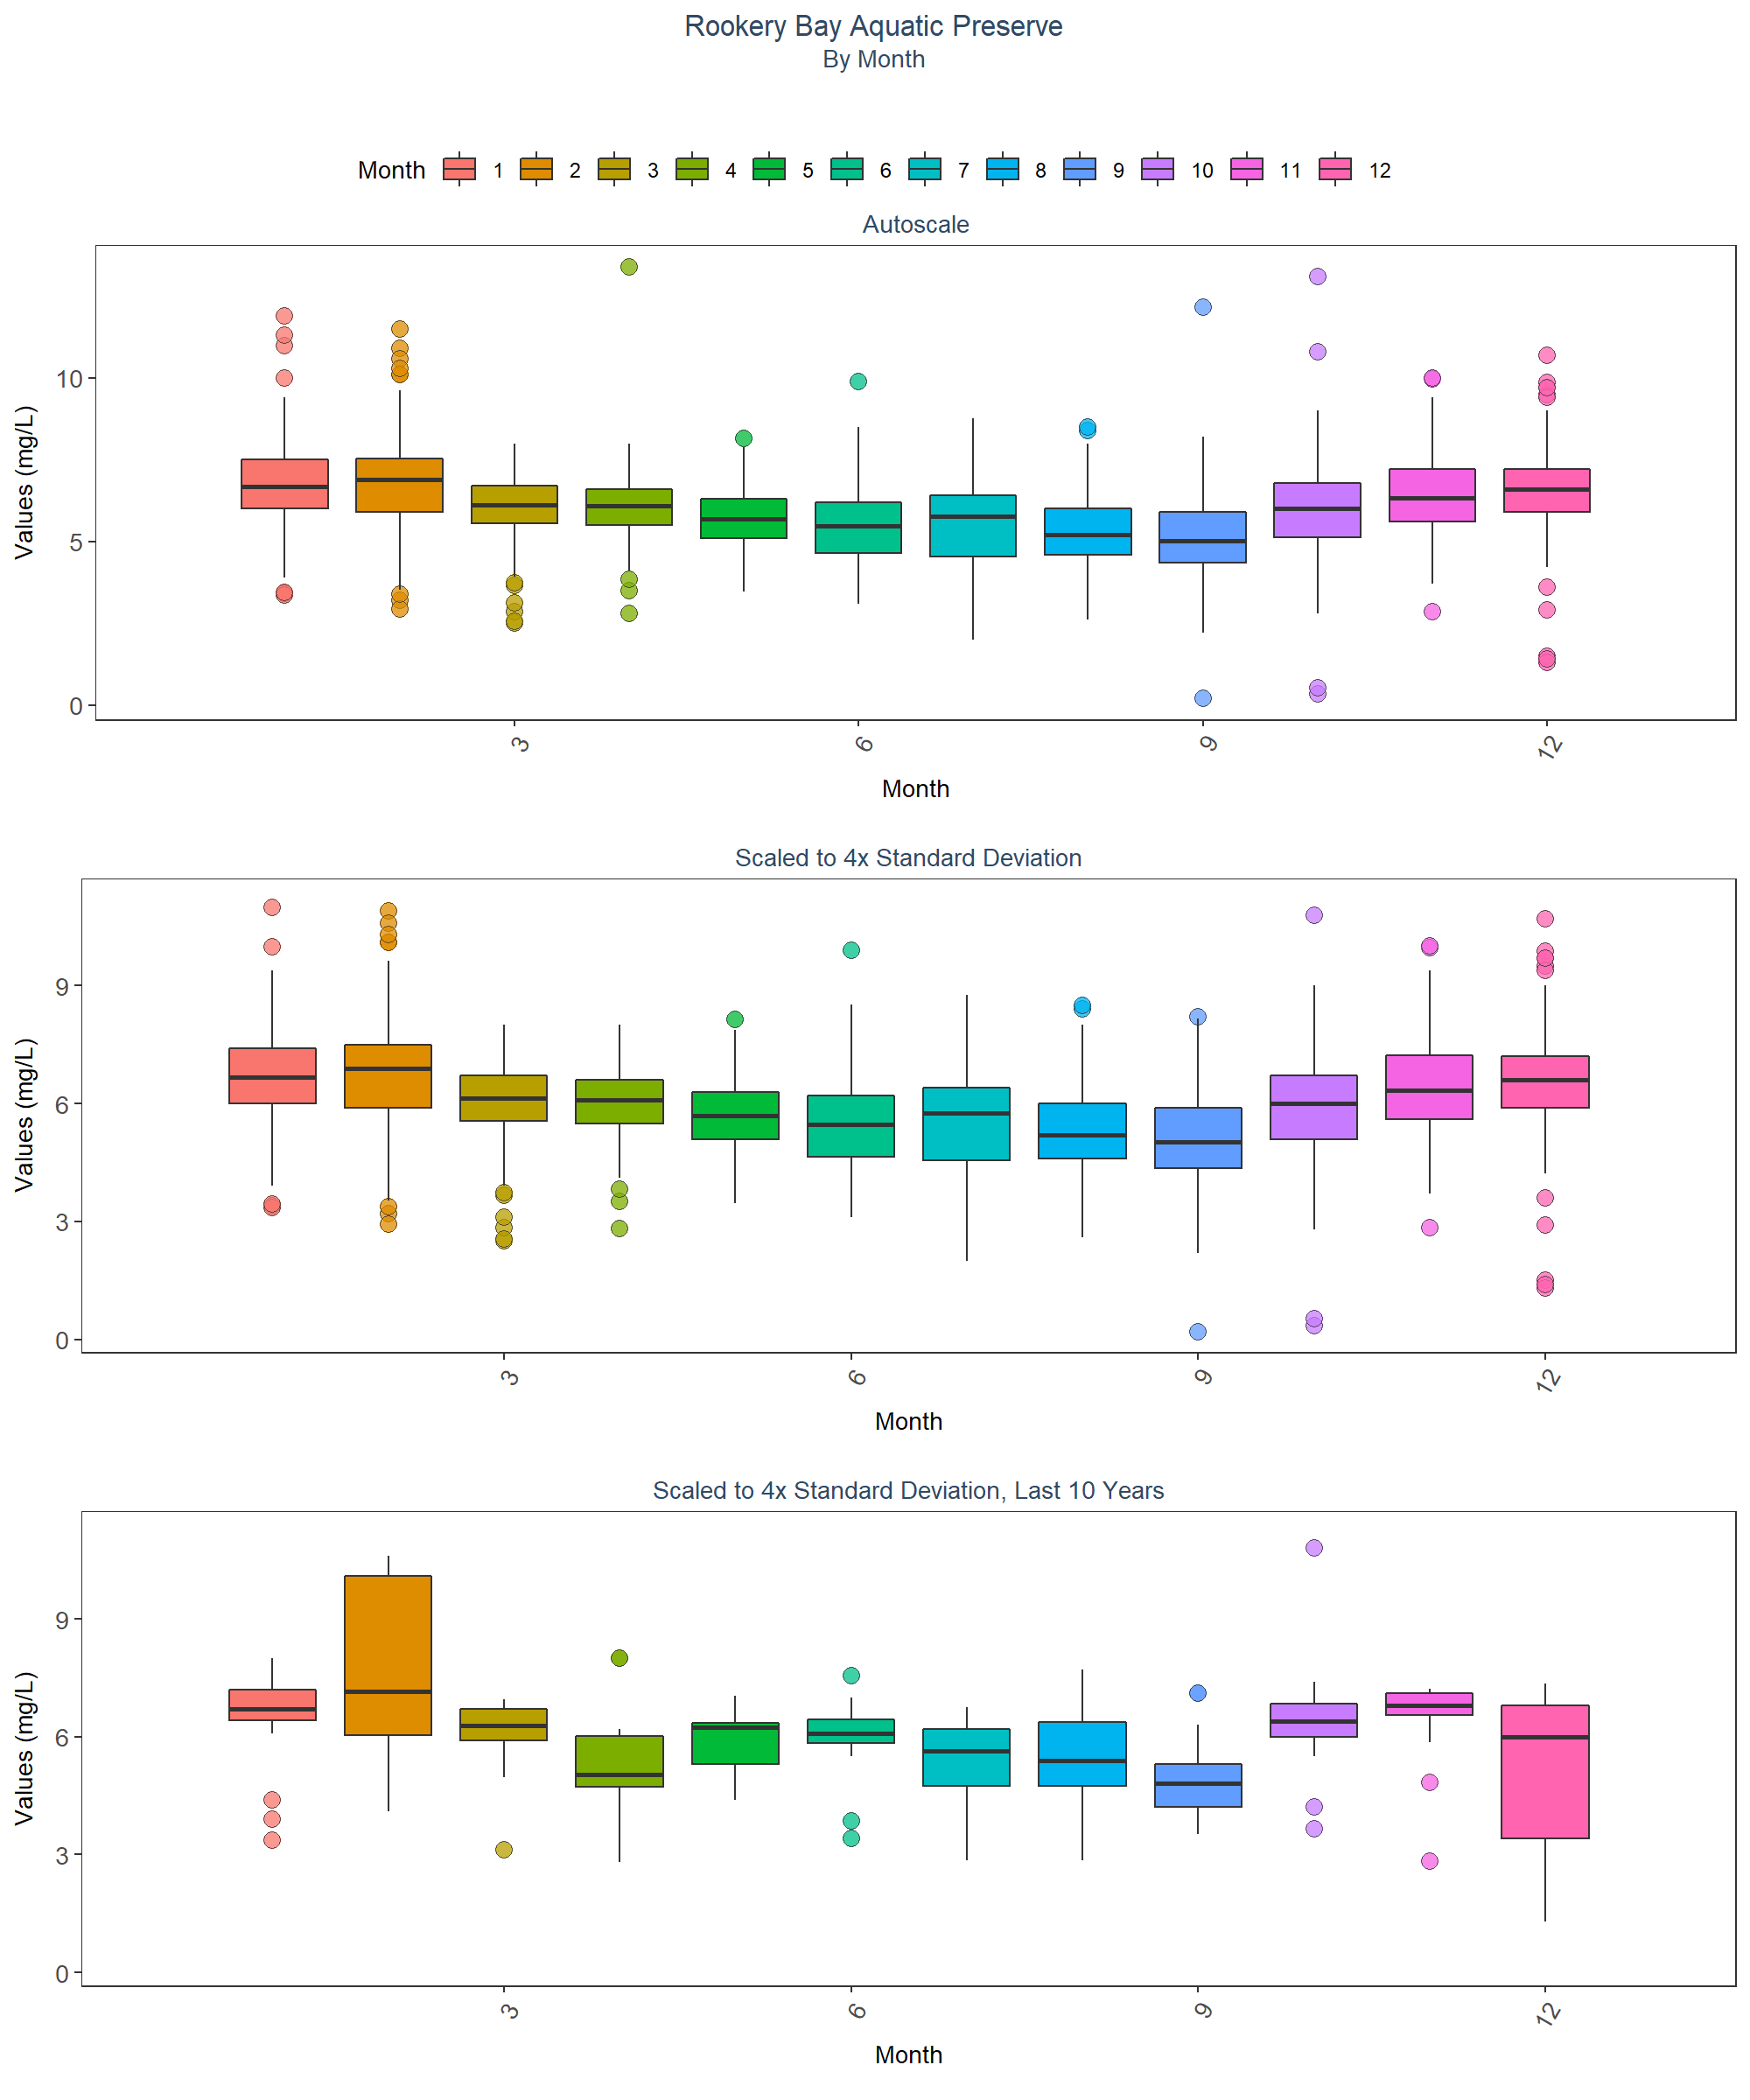 Rookery Bay Aquatic Preserve
By Month
Month 1 2 3 4 5 6 7 8 9 10 11 12
Autoscale
Values (mg/L)
10
5
0
3 6 9 12
Month
Scaled to 4x Standard Deviation
Values (mg/L)
9
6
3
0
3 6 9 12
Month
Scaled to 4x Standard Deviation, Last 10 Years
Values (mg/L)
9
6
3
0
3 6 9 12
Month